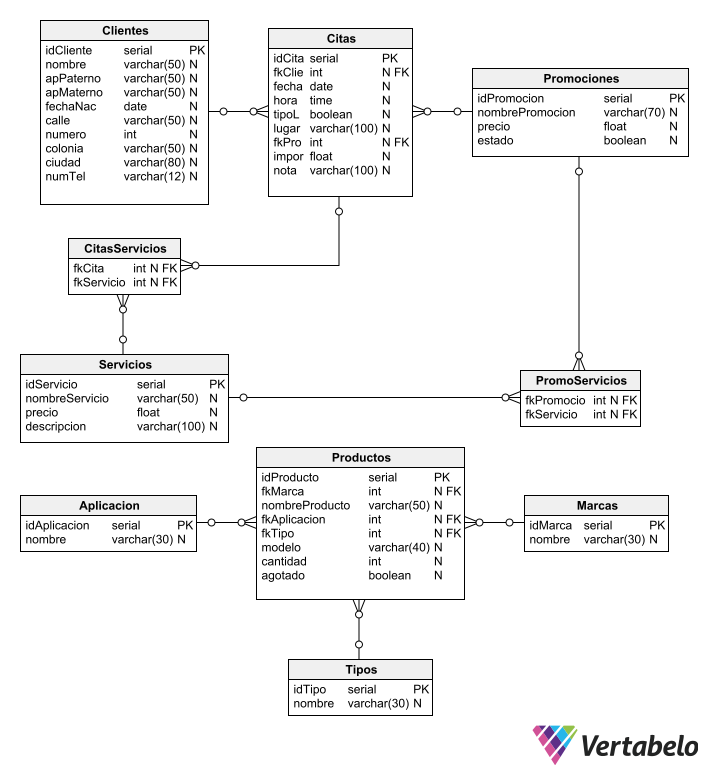 Clientes
idCliente serial PK
nombre varchar(50) N
apPaterno varchar(50) N
apMaterno varchar(50) N
fechaNac date N
calle varchar(50) N
numero int N
colonia varchar(50) N
ciudad varchar(80) N
numTel varchar(12) N
Citas
idCita serial PK
fkClie int N FK
fecha date N
hora time N
tipoL boolean N
lugar varchar(100) N
fkPro int N FK
impor float N
nota varchar(100) N
Promociones
idPromocion serial PK
nombrePromocion varchar(70) N
precio float N
estado boolean N
CitasServicios
fkCita int N FK
fkServicio int N FK
Servicios
idServicio serial PK
nombreServicio varchar(50) N
precio float N
descripcion varchar(100) N
PromoServicios
fkPromocio int N FK
fkServicio int N FK
Productos
idProducto serial PK
fkMarca int N FK
nombreProducto varchar(50) N
fkAplicacion int N FK
fkTipo int N FK
modelo varchar(40) N
cantidad int N
agotado boolean N
Aplicacion
idAplicacion serial PK
nombre varchar(30) N
Marcas
idMarca serial PK
nombre varchar(30) N
Tipos
idTipo serial PK
nombre varchar(30) N
Vertabelo